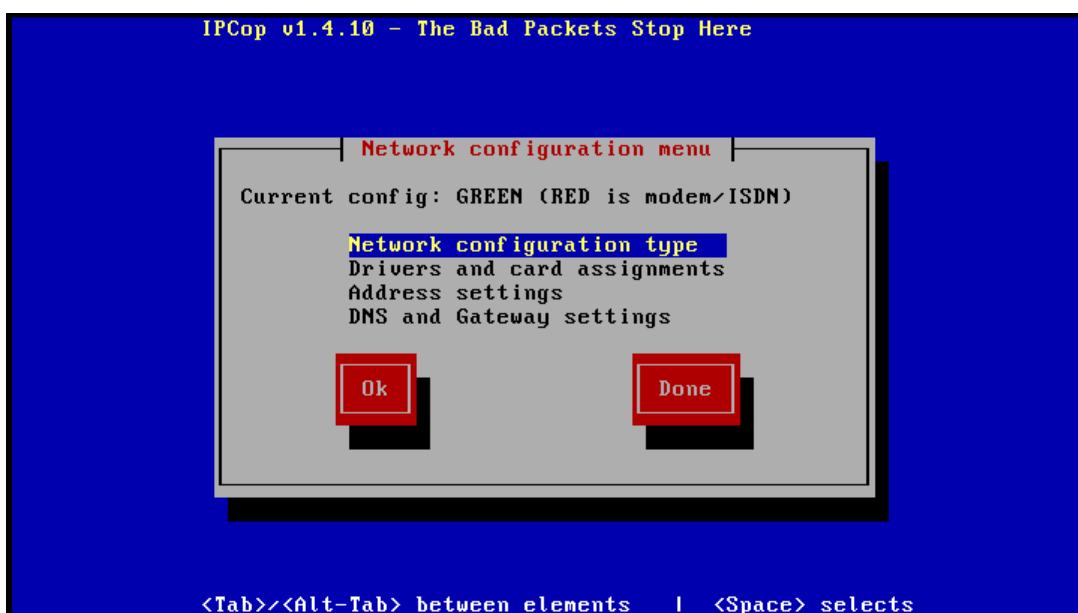 IPCop v1.4.10 - The Bad Packets Stop Here
Network configuration menu
Current config: GREEN (RED is modem/ISDN)
Network configuration type
Drivers and card assignments
Address settings
DNS and Gateway settings
Ok Done
<Tab>/<Alt-Tab> between elements | <Space> selects